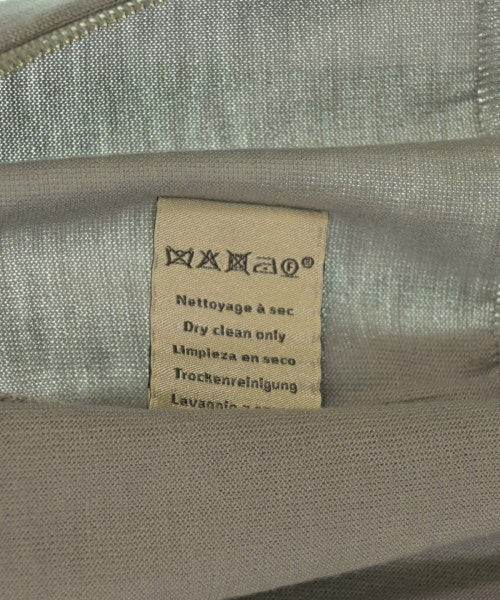 F
Nettoyage à sec
Dry clean only
Limpieza en seco
Trockenreinigung
Lavaggio